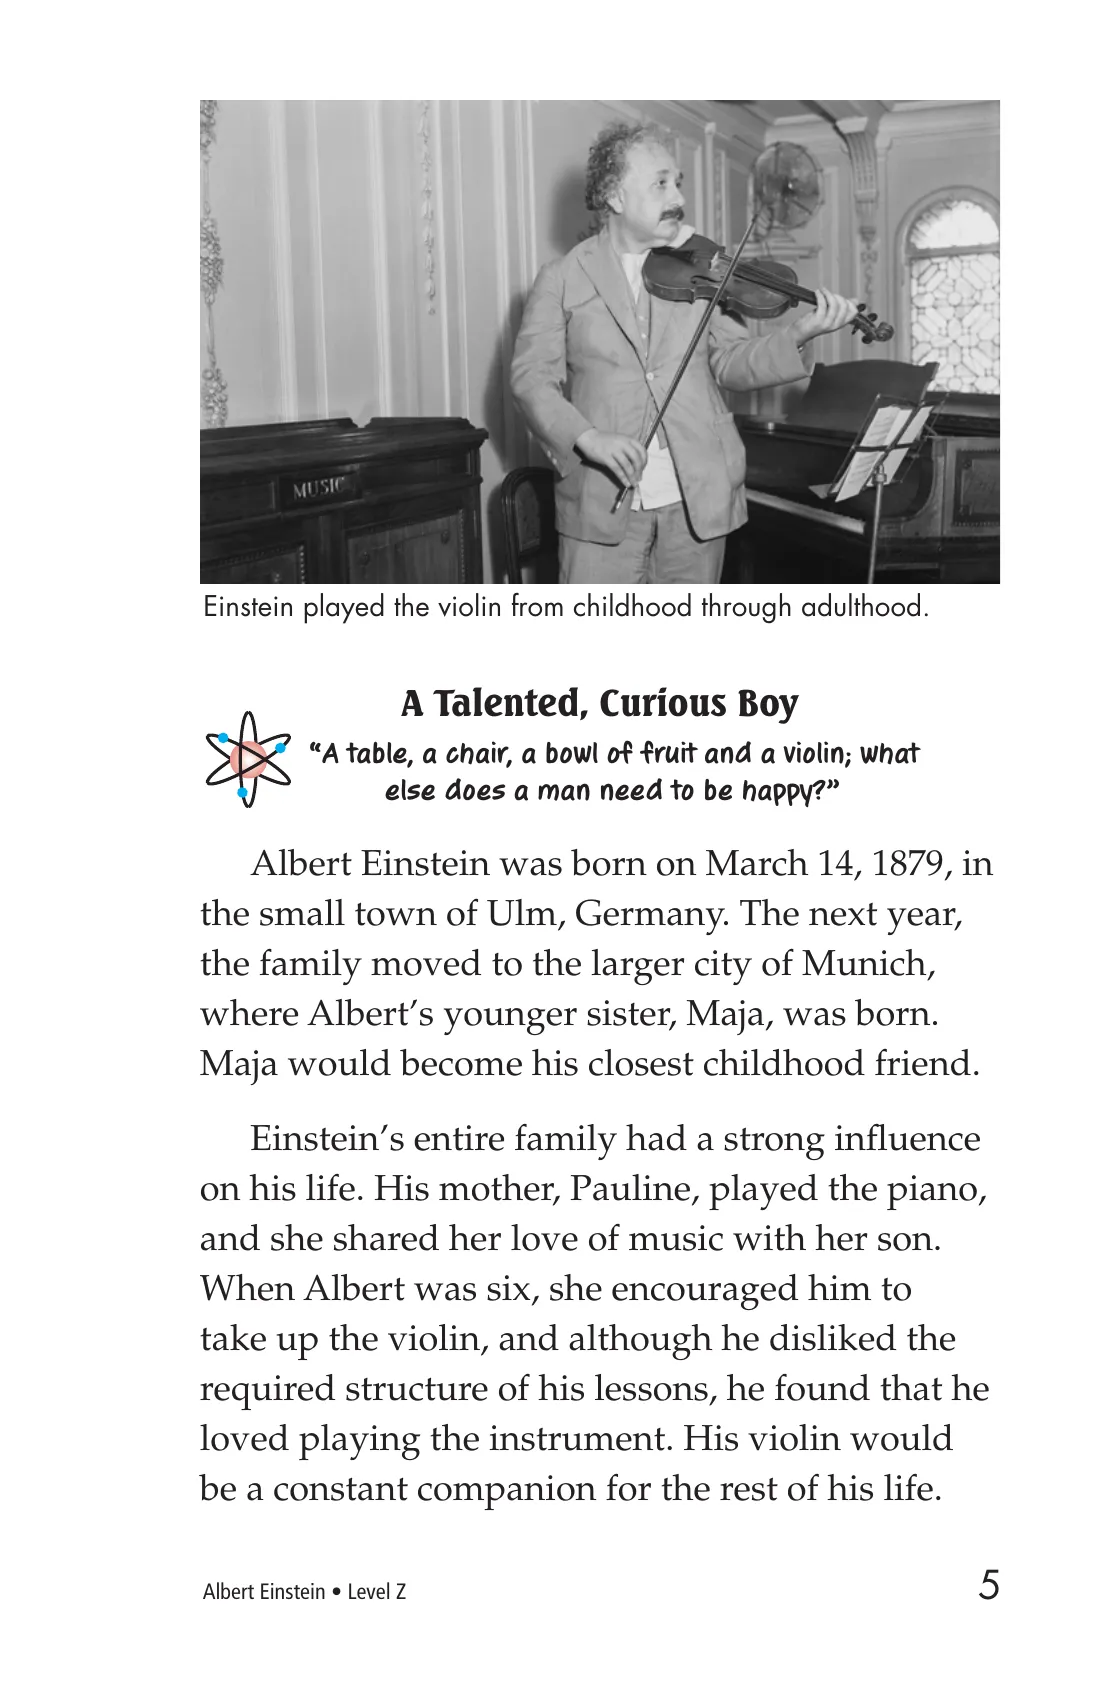 MUSIC
Einstein played the violin from childhood through adulthood.
A Talented, Curious Boy
“A table, a chair, a bowl of fruit and a violin; what
else does a man need to be happy?”
Albert Einstein was born on March 14, 1879, in
the small town of Ulm, Germany. The next year,
the family moved to the larger city of Munich,
where Albert’s younger sister, Maja, was born.
Maja would become his closest childhood friend.
Einstein’s entire family had a strong influence
on his life. His mother, Pauline, played the piano,
and she shared her love of music with her son.
When Albert was six, she encouraged him to
take up the violin, and although he disliked the
required structure of his lessons, he found that he
loved playing the instrument. His violin would
be a constant companion for the rest of his life.
Albert Einstein • Level Z
5